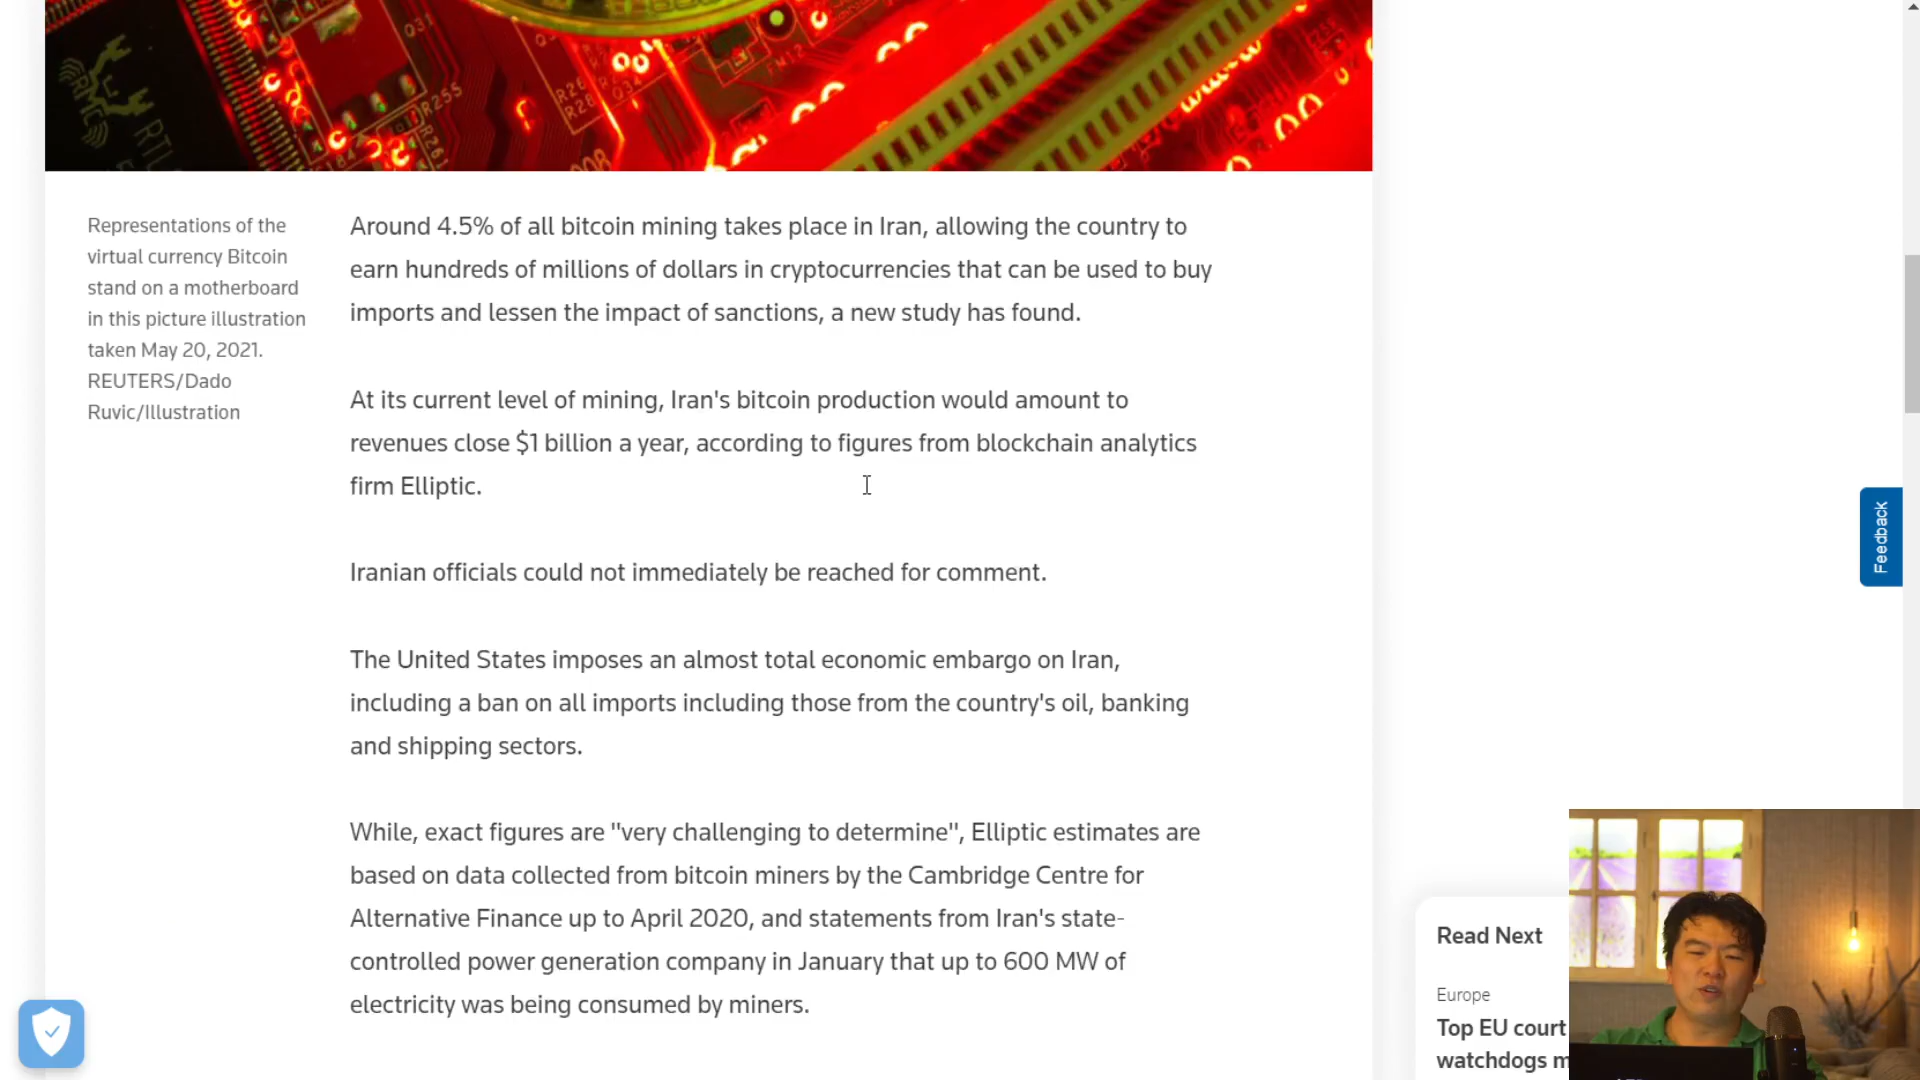 Q31
R255
R26
R28
Q34
FM12
R261
RTL
Representations of the
virtual currency Bitcoin
stand on a motherboard
in this picture illustration
taken May 20, 2021.
REUTERS/Dado
Ruvic/Illustration
Around 4.5% of all bitcoin mining takes place in Iran, allowing the country to
earn hundreds of millions of dollars in cryptocurrencies that can be used to buy
imports and lessen the impact of sanctions, a new study has found.
At its current level of mining, Iran's bitcoin production would amount to
revenues close $1 billion a year, according to figures from blockchain analytics
firm Elliptic.
Iranian officials could not immediately be reached for comment.
The United States imposes an almost total economic embargo on Iran,
including a ban on all imports including those from the country's oil, banking
and shipping sectors.
While, exact figures are "very challenging to determine", Elliptic estimates are
based on data collected from bitcoin miners by the Cambridge Centre for
Alternative Finance up to April 2020, and statements from Iran's state-
controlled power generation company in January that up to 600 MW of
electricity was being consumed by miners.
Feedback
Read Next
Europe
Top EU court
watchdogs m